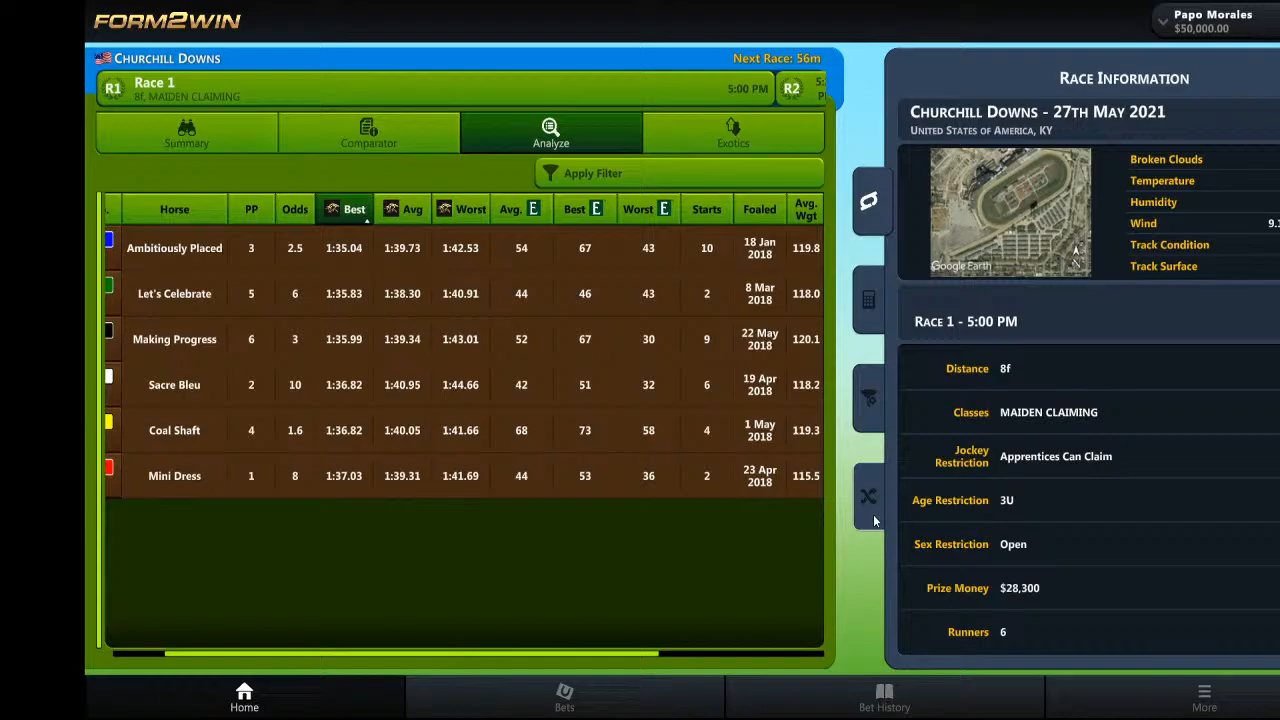 FORM2WIN
Papo Morales
$50,000.00
CHURCHILL DOWNS
Next Race: 56m
R1
Race 1
8f, MAIDEN CLAIMING
5:00 PM
R2
Summary
Comparator
Analyze
Exotics
Apply Filter
Horse PP Odds Best Avg Worst Avg. E Best E Worst E Starts Foaled Avg. Wgt
Ambitiously Placed 3 2.5 1:35.04 1:39.73 1:42.53 54 67 43 10 18 Jan 2018 119.8
Let's Celebrate 5 6 1:35.83 1:38.30 1:40.91 44 46 43 2 8 Mar 2018 118.0
Making Progress 6 3 1:35.99 1:39.34 1:43.01 52 67 30 9 22 May 2018 120.1
Sacre Bleu 2 10 1:36.82 1:40.95 1:44.66 42 51 32 6 19 Apr 2018 118.2
Coal Shaft 4 1.6 1:36.82 1:40.05 1:41.66 68 73 58 4 1 May 2018 119.3
Mini Dress 1 8 1:37.03 1:39.31 1:41.69 44 53 36 2 23 Apr 2018 115.5
RACE INFORMATION
CHURCHILL DOWNS - 27TH MAY 2021
UNITED STATES OF AMERICA, KY
Google Earth
N
Broken Clouds
Temperature
Humidity
Wind
Track Condition
Track Surface
RACE 1 - 5:00 PM
Distance 8f
Classes MAIDEN CLAIMING
Jockey Restriction Apprentices Can Claim
Age Restriction 3U
Sex Restriction Open
Prize Money $28,300
Runners 6
Home
Bets
Bet History
More